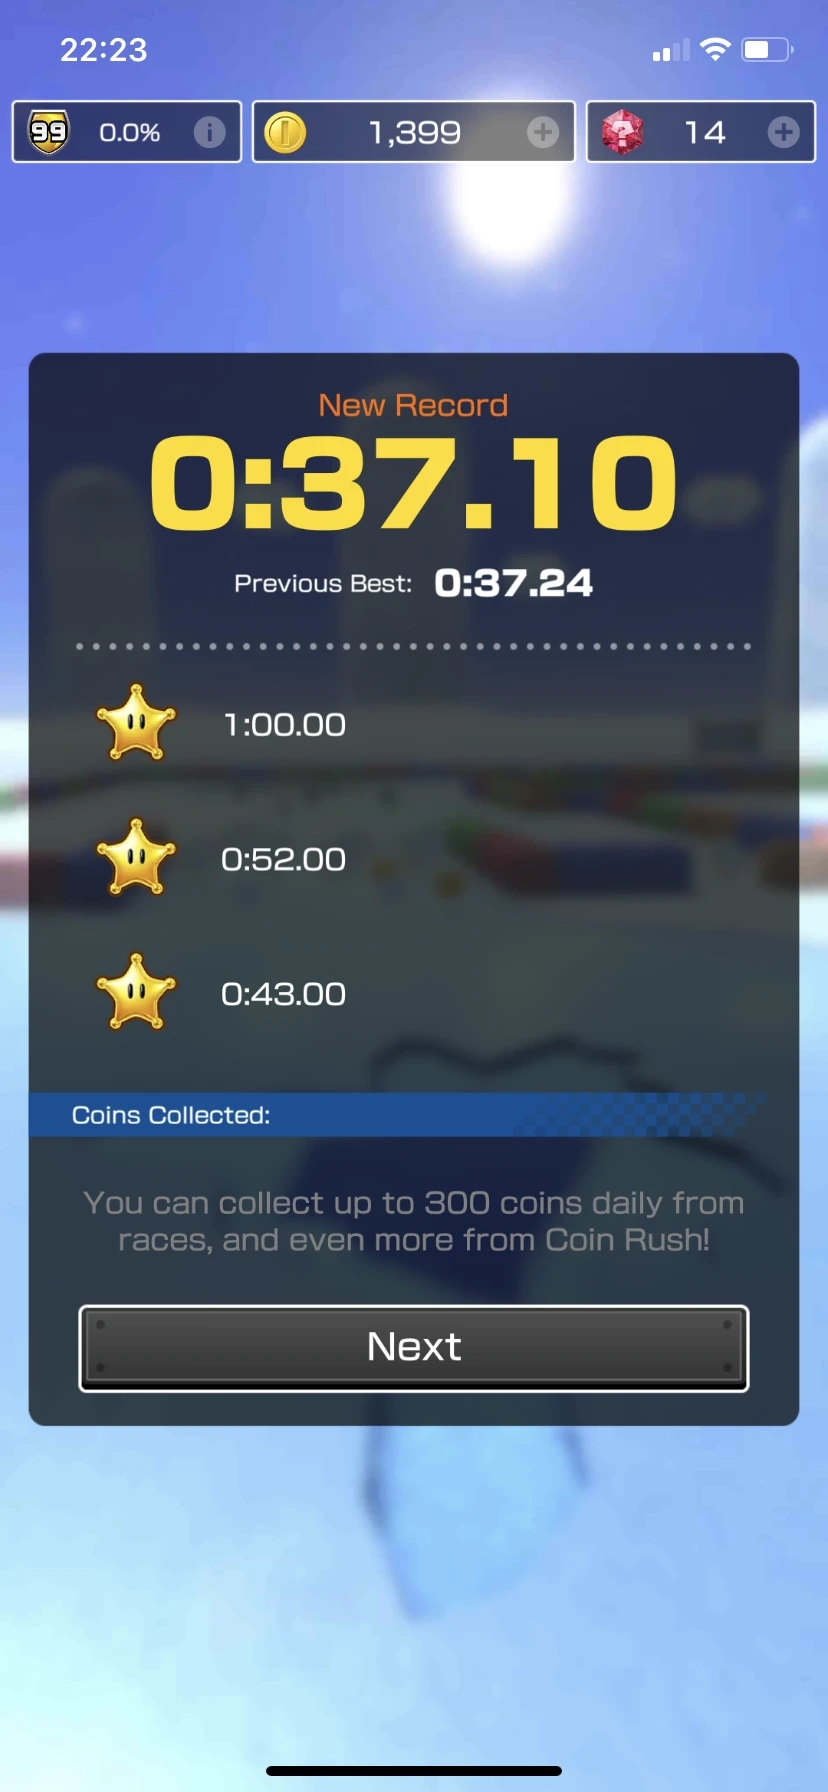 22:23
99 0.0% i 1,399 + ? 14 +
New Record
0:37.10
Previous Best: 0:37.24
1:00.00
0:52.00
0:43.00
Coins Collected:
You can collect up to 300 coins daily from
races, and even more from Coin Rush!
Next